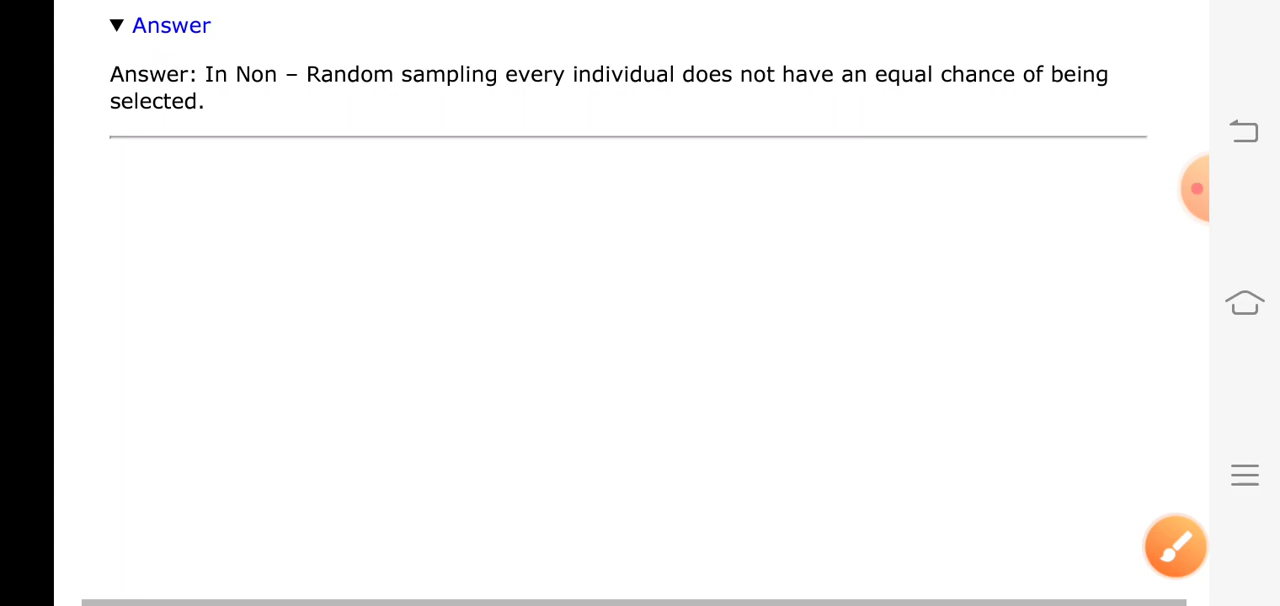 Answer
Answer: In Non – Random sampling every individual does not have an equal chance of being
selected.